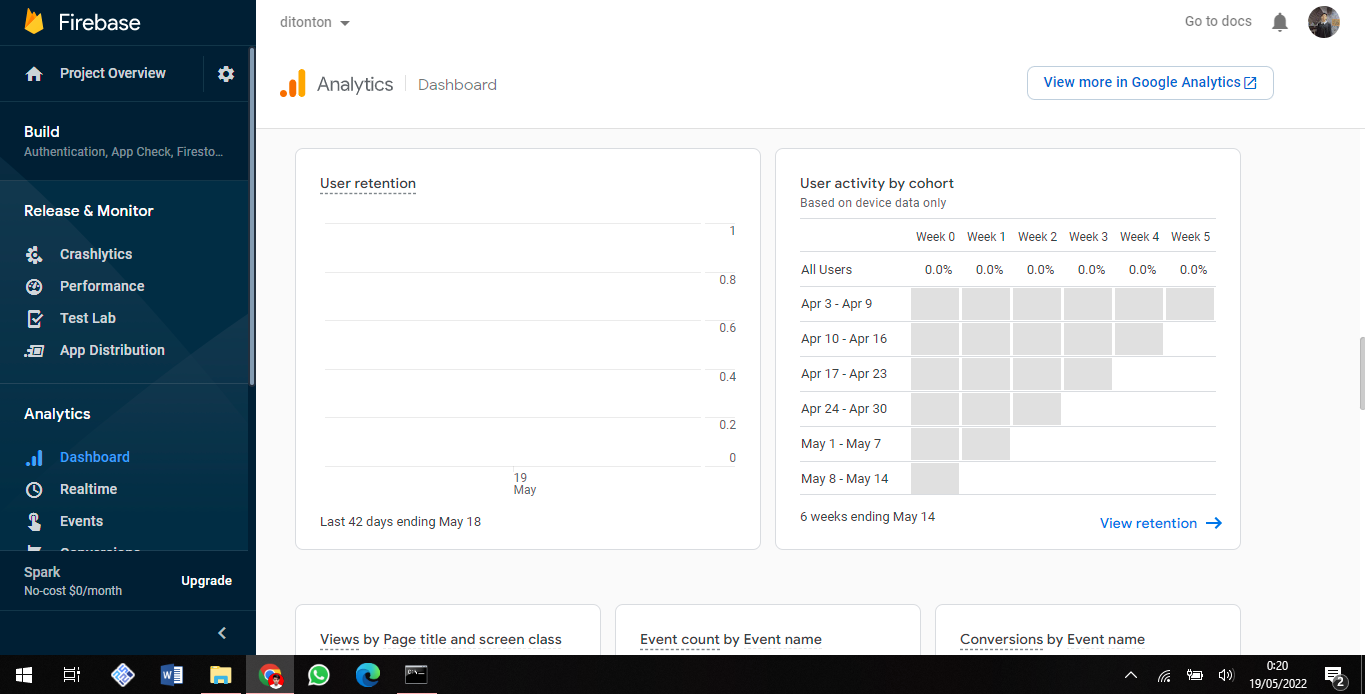 Firebase
ditonton
Go to docs
Project Overview
Analytics
Dashboard
View more in Google Analytics
Build
Authentication, App Check, Firesto...
Release & Monitor
Crashlytics
Performance
Test Lab
App Distribution
Analytics
Dashboard
Realtime
Events
Conversions
Spark
No-cost $0/month
Upgrade
User retention
1
0.8
0.6
0.4
0.2
0
19
May
Last 42 days ending May 18
User activity by cohort
Based on device data only
Week 0 Week 1 Week 2 Week 3 Week 4 Week 5
All Users 0.0% 0.0% 0.0% 0.0% 0.0% 0.0%
Apr 3 - Apr 9
Apr 10 - Apr 16
Apr 17 - Apr 23
Apr 24 - Apr 30
May 1 - May 7
May 8 - May 14
6 weeks ending May 14
View retention
Views by Page title and screen class
Event count by Event name
Conversions by Event name
0:20
19/05/2022
2